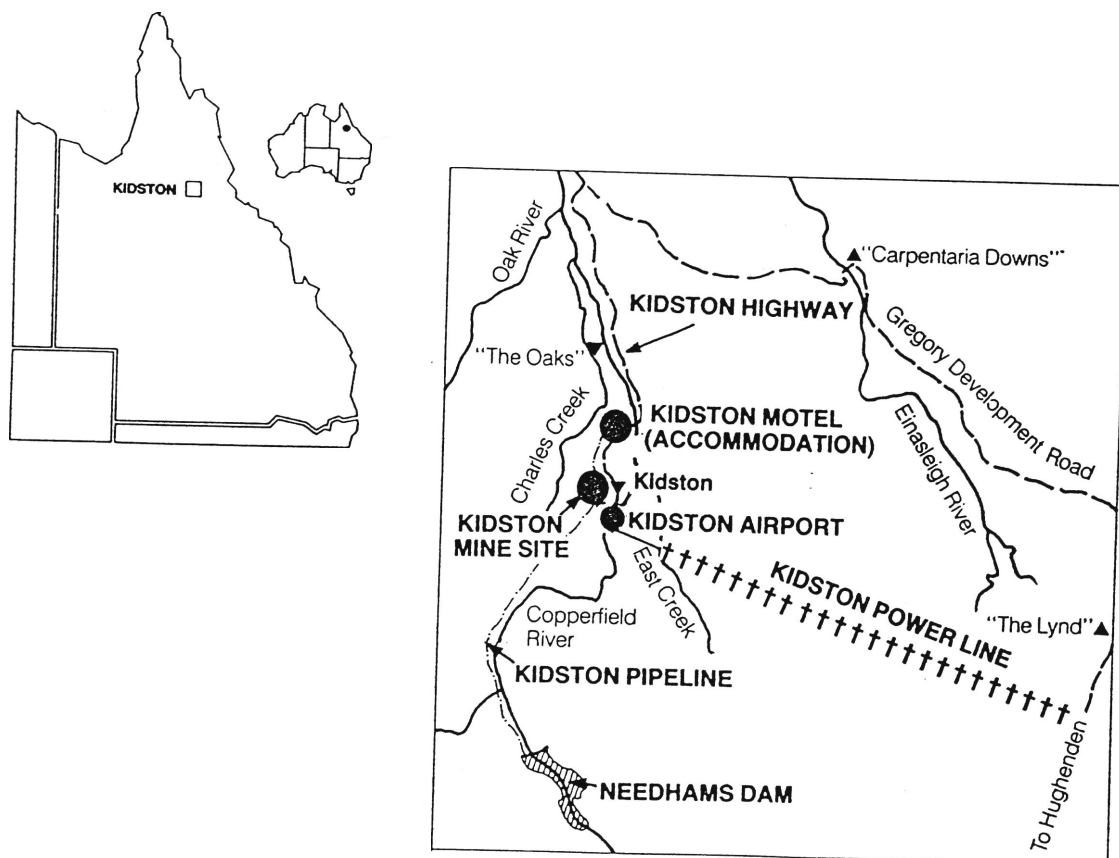 KIDSTON
Oak River
"Carpentaria Downs"
KIDSTON HIGHWAY
Gregory Development Road
"The Oaks"
KIDSTON MOTEL
(ACCOMMODATION)
Charles Creek
Einasleigh River
Kidston
KIDSTON
MINE SITE
KIDSTON AIRPORT
East Creek
KIDSTON POWER LINE
Copperfield
River
"The Lynd"
KIDSTON PIPELINE
NEEDHAMS DAM
To Hughenden